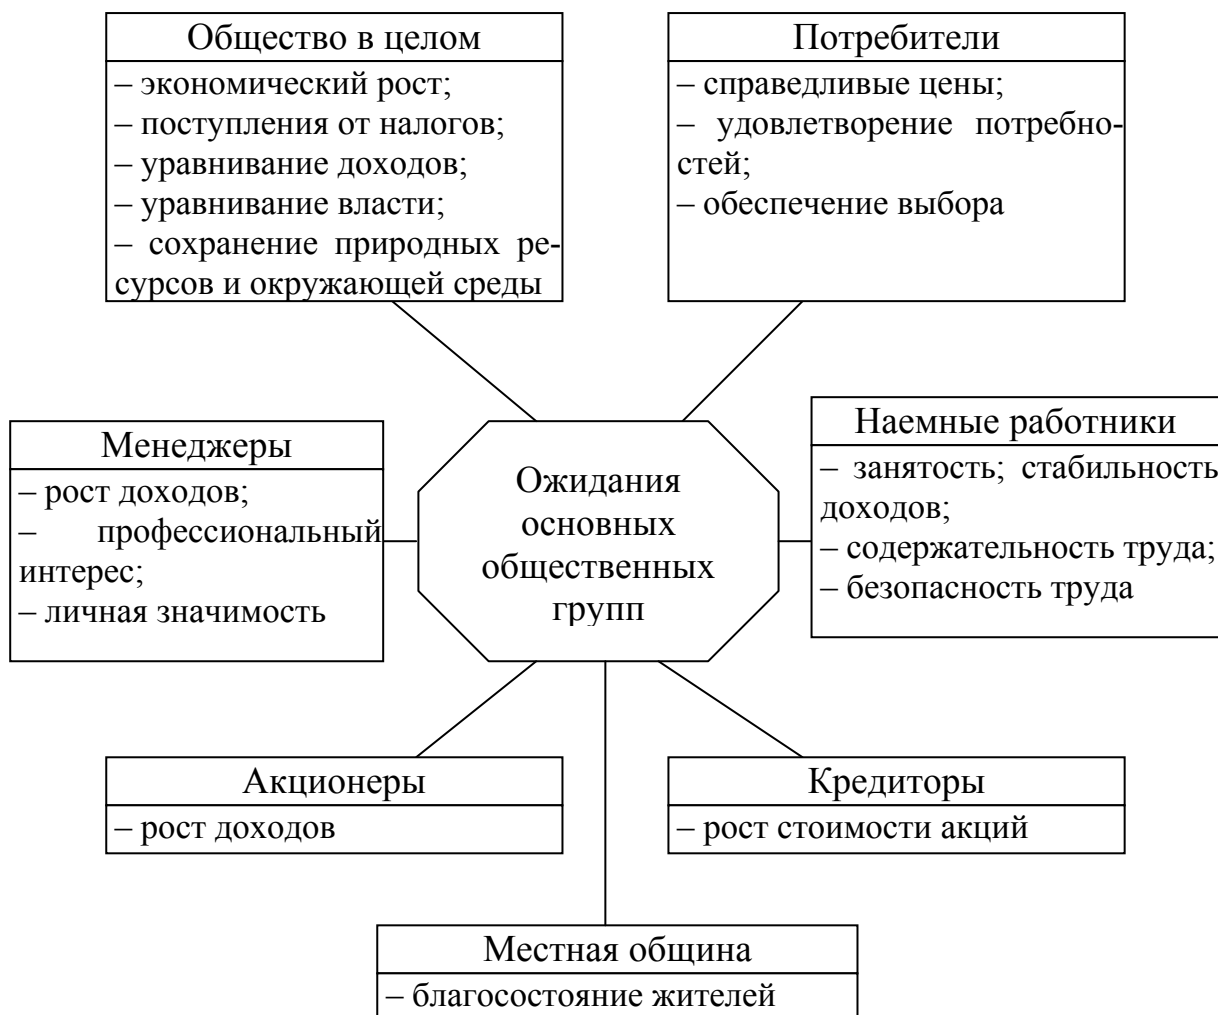 Общество в целом
– экономический рост;
– поступления от налогов;
– уравнивание доходов;
– уравнивание власти;
– сохранение природных ре-
сурсов и окружающей среды
Потребители
– справедливые цены;
– удовлетворение потребно-
стей;
– обеспечение выбора
Менеджеры
– рост доходов;
– профессиональный
интерес;
– личная значимость
Ожидания
основных
общественных
групп
Наемные работники
– занятость; стабильность
доходов;
– содержательность труда;
– безопасность труда
Акционеры
– рост доходов
Кредиторы
– рост стоимости акций
Местная община
– благосостояние жителей